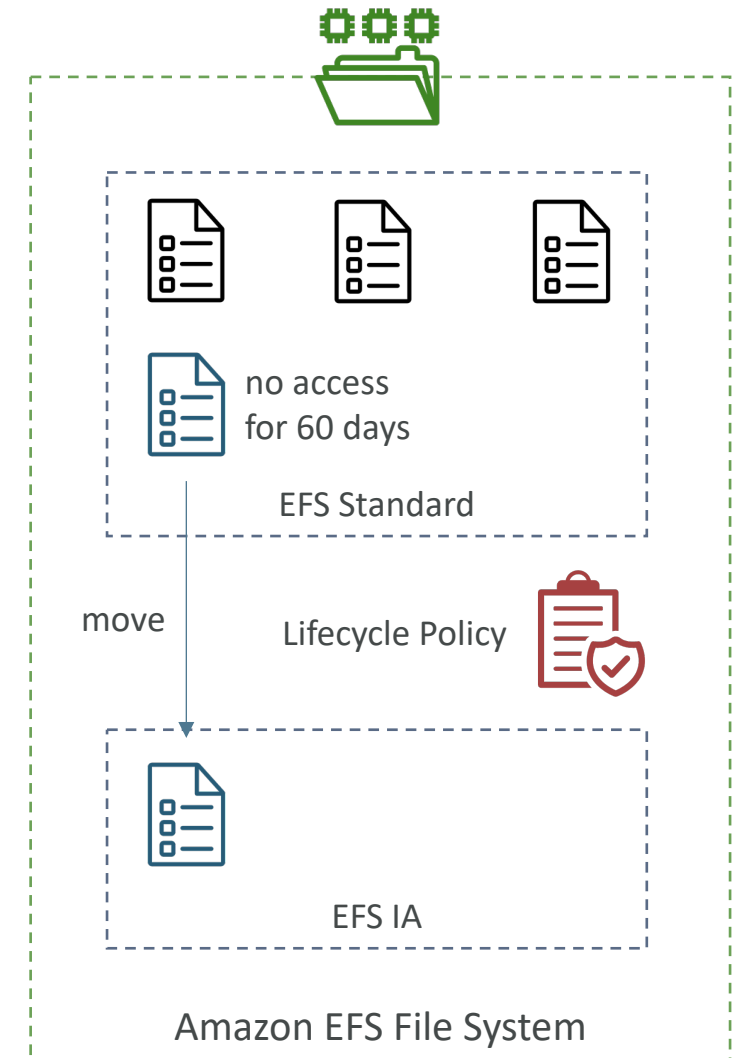 no access
for 60 days
EFS Standard
move
Lifecycle Policy
EFS IA
Amazon EFS File System